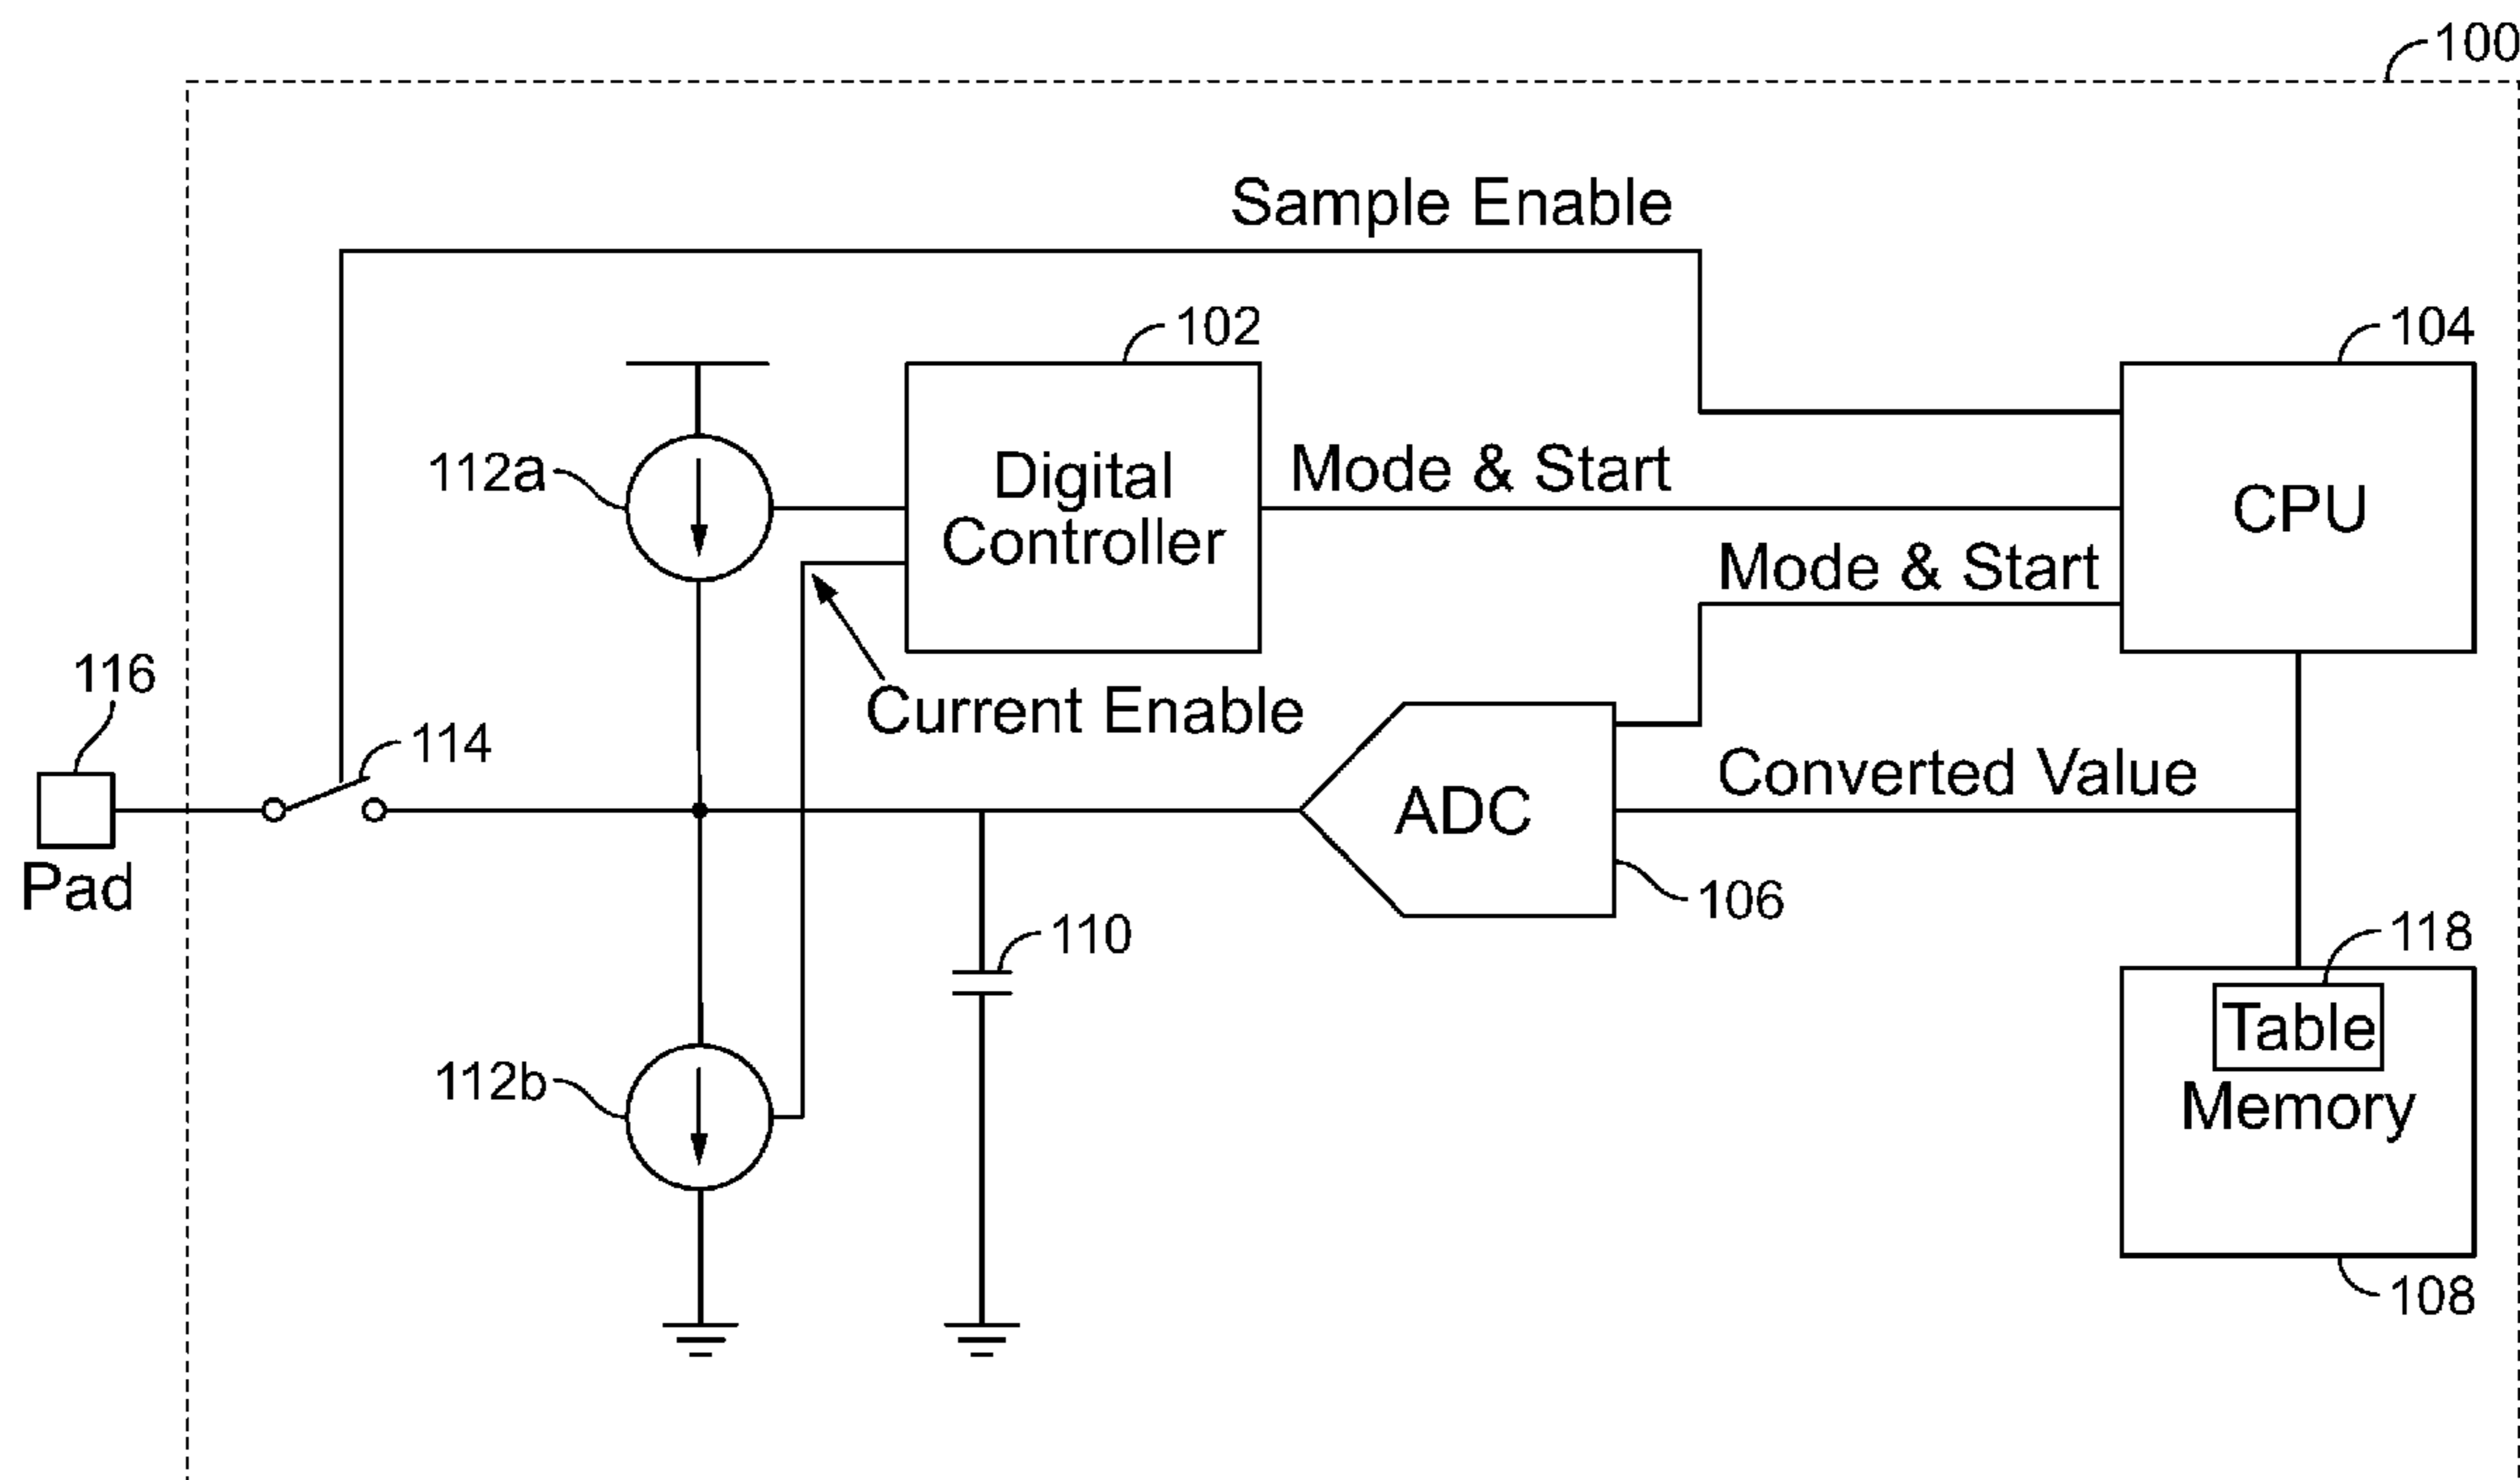 100
Sample Enable
102
104
112a
Digital
Controller
Mode & Start
CPU
Mode & Start
116
114
Current Enable
Converted Value
ADC
Pad
106
110
118
Table
112b
Memory
108